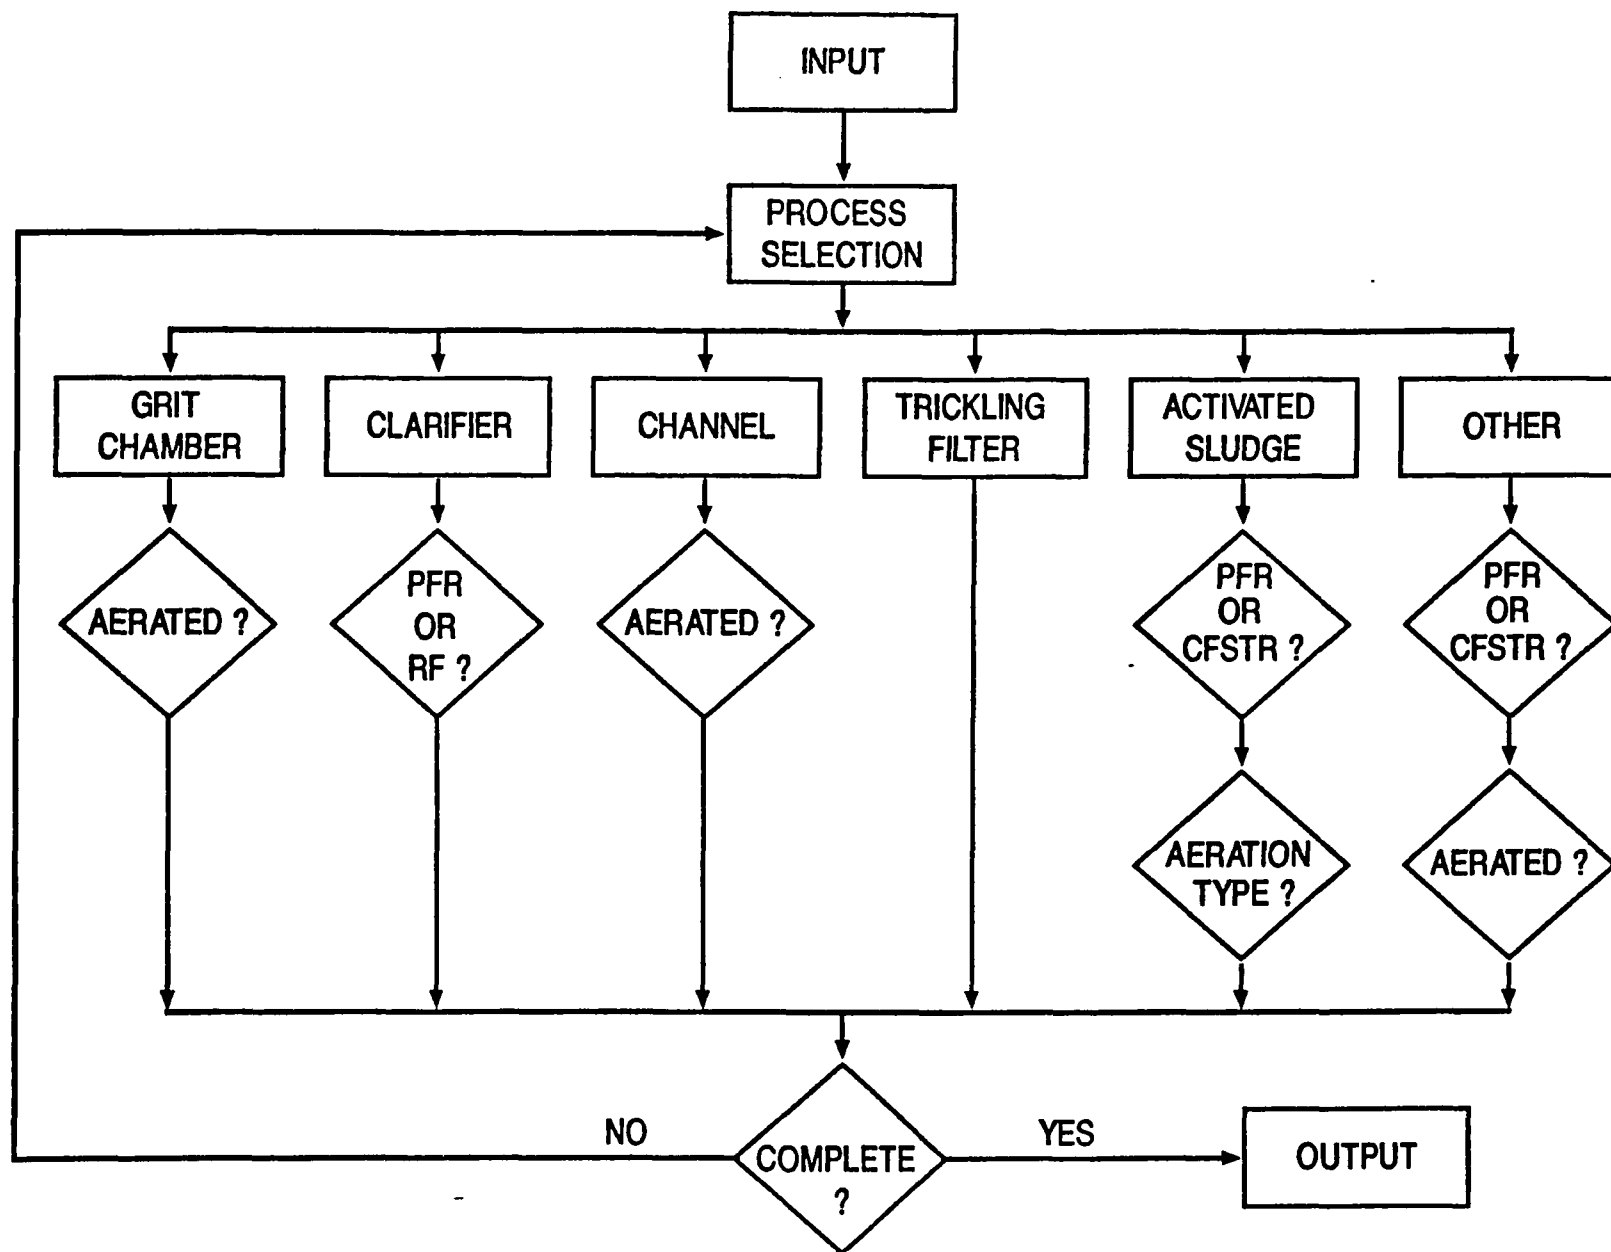 INPUT
PROCESS
SELECTION
GRIT
CHAMBER
CLARIFIER
CHANNEL
TRICKLING
FILTER
ACTIVATED
SLUDGE
OTHER
AERATED ?
PFR
OR
RF ?
AERATED ?
PFR
OR
CFSTR ?
PFR
OR
CFSTR ?
AERATION
TYPE ?
AERATED ?
NO
COMPLETE
?
YES
OUTPUT